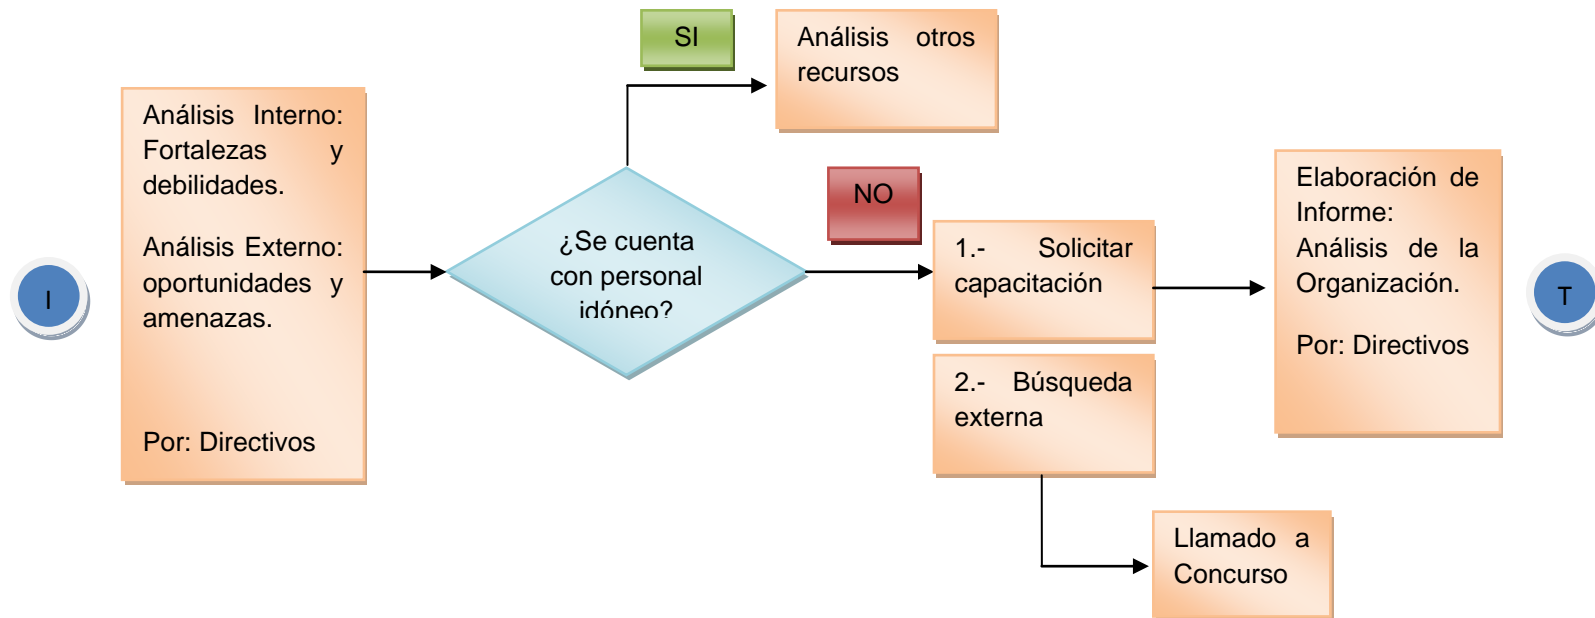 I
Análisis Interno:
Fortalezas y
debilidades.
Análisis Externo:
oportunidades y
amenazas.
Por: Directivos
¿Se cuenta
con personal
idóneo?
SI
Análisis otros
recursos
NO
1.- Solicitar
capacitación
2.- Búsqueda
externa
Llamado a
Concurso
Elaboración de
Informe:
Análisis de la
Organización.
Por: Directivos
T